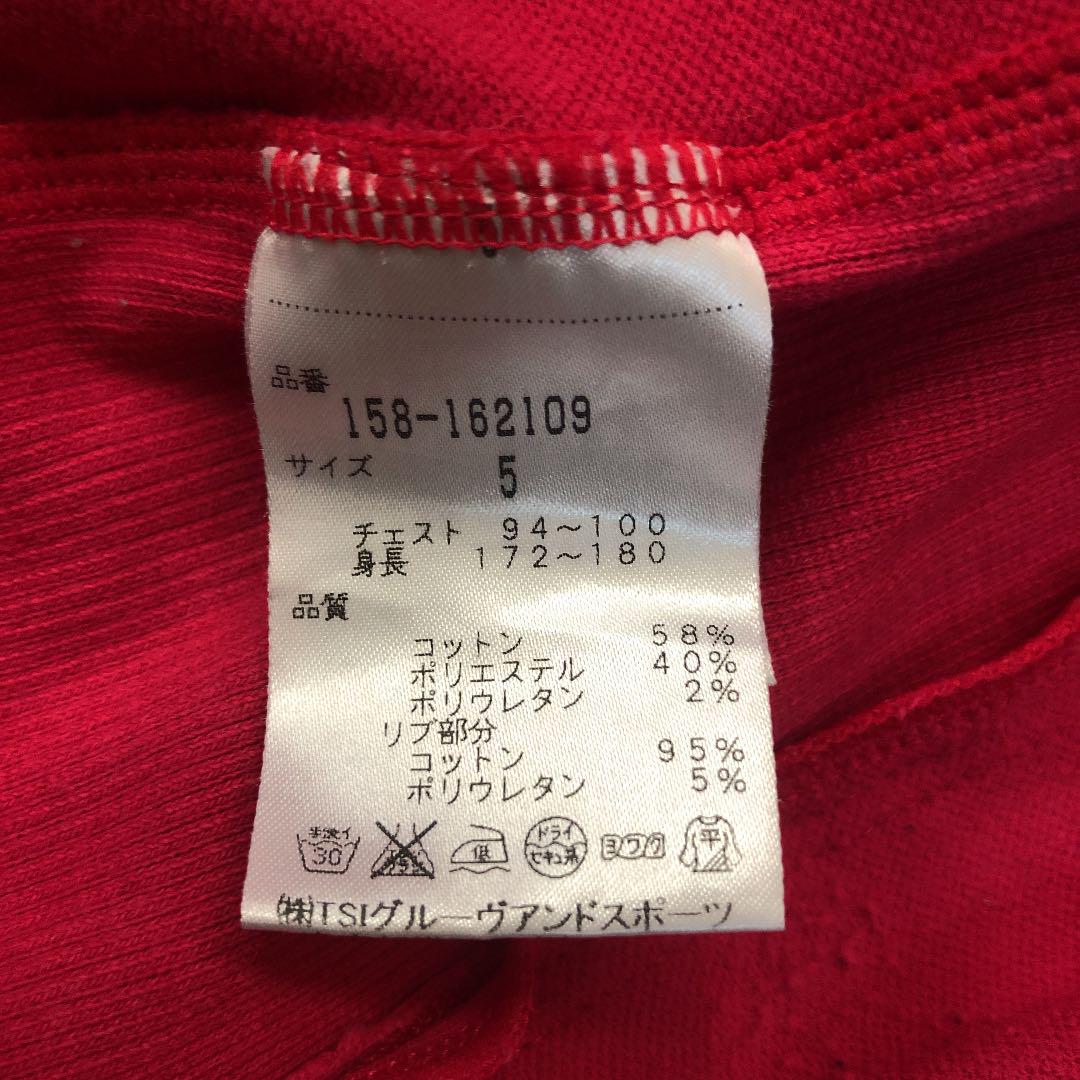 品番
158-162109
サイズ 5
チェスト 94～100
身長 172～180
品質
コットン 58%
ポリエステル 40%
ポリウレタン 2%
リブ部分
コットン 95%
ポリウレタン 5%
手洗イ 30 低 ドライ セキユ系 ヨワク 平
㈱TSIグルーヴアンドスポーツ